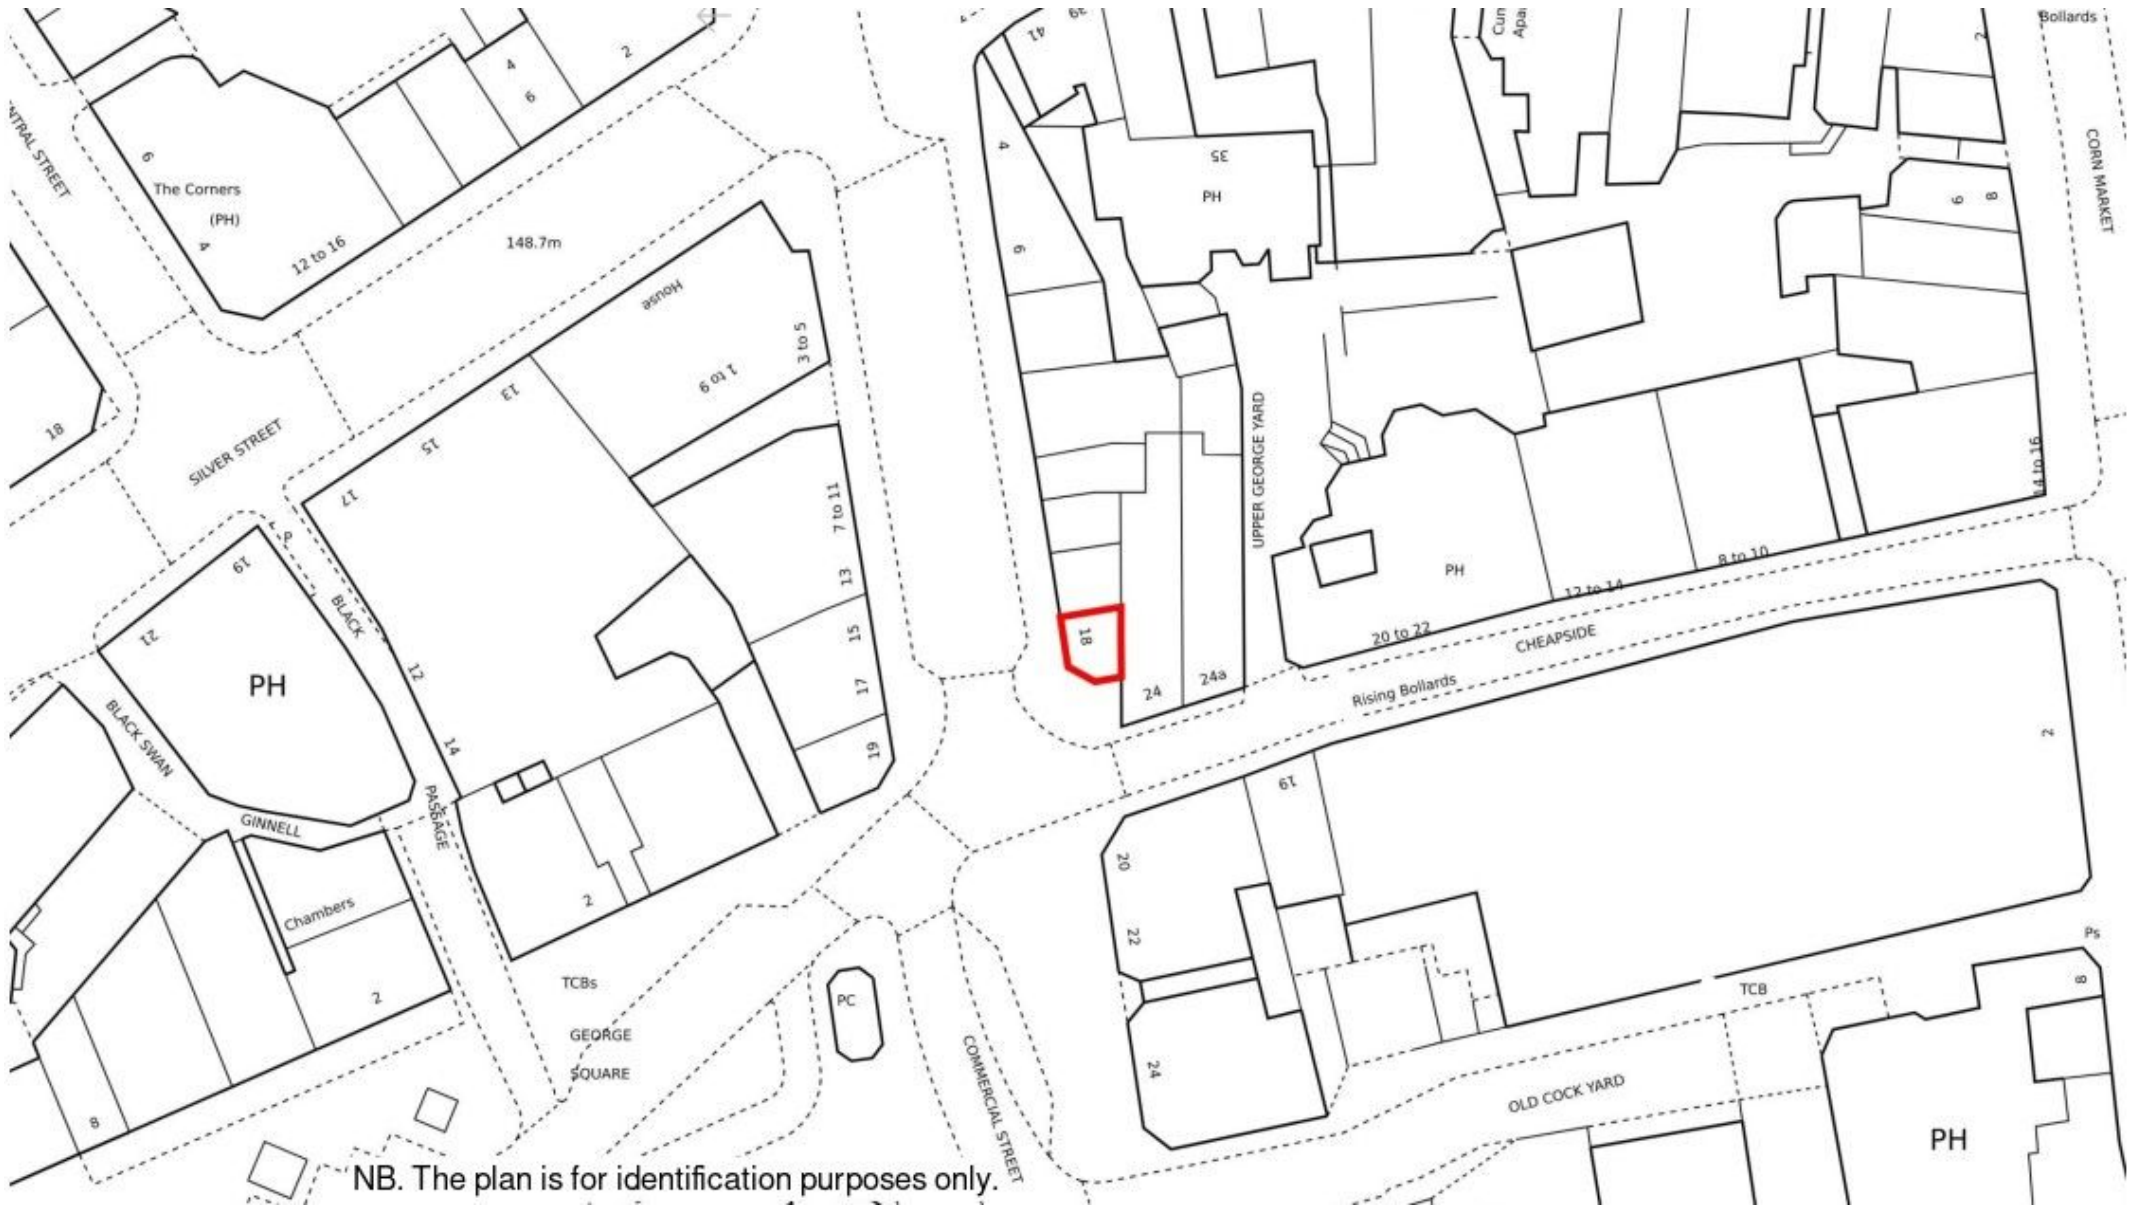 39
41
Cun
Apar
2
Bollards
4
6
2
NTRAL STREET
6
The Corners
(PH)
4
12 to 16
148.7m
4
35
PH
CORN MARKET
6
8
6
House
3 to 5
1 to 9
13
15
17
18
SILVER STREET
UPPER GEORGE YARD
14 to 16
7 to 11
13
15
17
19
P
19
21
PH
BLACK
12
14
PASSAGE
BLACK SWAN
GINNELL
18
24
24a
PH
20 to 22
12 to 14
8 to 10
CHEAPSIDE
Rising Bollards
2
19
20
22
24
Chambers
2
2
8
TCBs
GEORGE
SQUARE
PC
COMMERCIAL STREET
TCB
Ps
8
OLD COCK YARD
PH
NB. The plan is for identification purposes only.